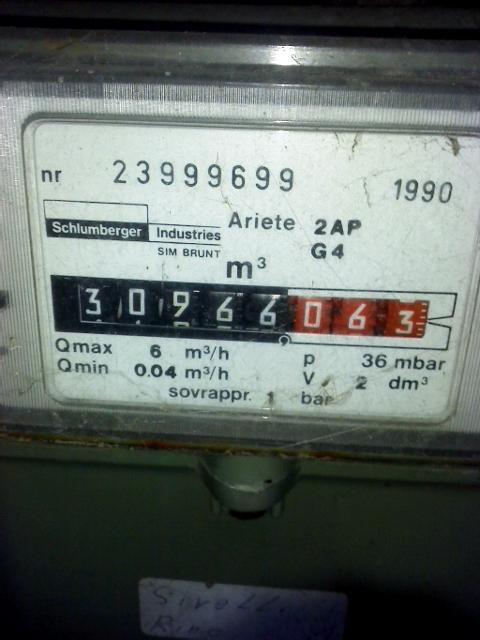 nr 23999699 1990
Schlumberger Industries Ariete 2AP
SIM BRUNT G4
m³
30966063
Qmax 6 m³/h p 36 mbar
Qmin 0.04 m³/h V 2 dm³
sovrappr. 1 bar